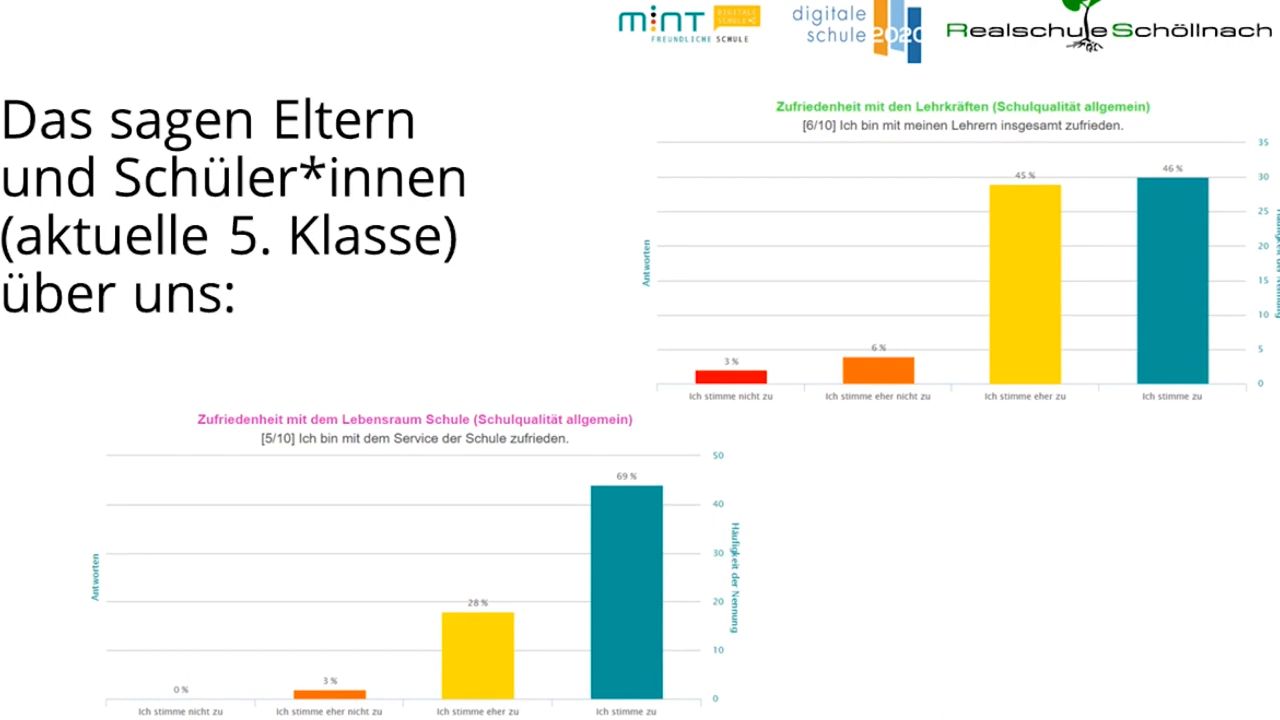 mint
DIGITALE
SCHULE
FREUNDLICHE SCHULE
digitale
schule
2020
Realschule Schöllnach
Das sagen Eltern
und Schüler*innen
(aktuelle 5. Klasse)
über uns:
Zufriedenheit mit den Lehrkräften (Schulqualität allgemein)
[6/10] Ich bin mit meinen Lehrern insgesamt zufrieden.
35
30
25
20
15
10
5
0
Antworten
3 %
6 %
45 %
46 %
Ich stimme nicht zu
Ich stimme eher nicht zu
Ich stimme eher zu
Ich stimme zu
Zufriedenheit mit dem Lebensraum Schule (Schulqualität allgemein)
[5/10] Ich bin mit dem Service der Schule zufrieden.
50
40
30
20
10
0
Antworten
Häufigkeit der Nennung
0 %
3 %
28 %
69 %
Ich stimme nicht zu
Ich stimme eher nicht zu
Ich stimme eher zu
Ich stimme zu